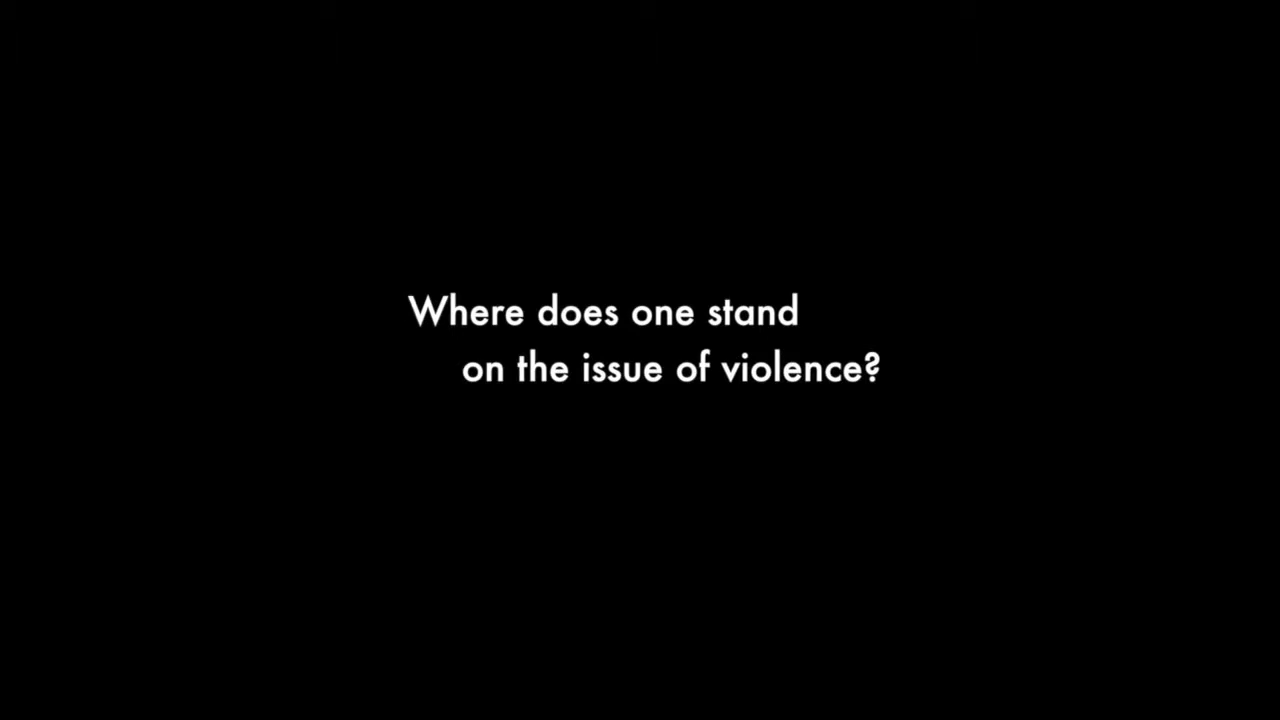 Where does one stand
on the issue of violence?